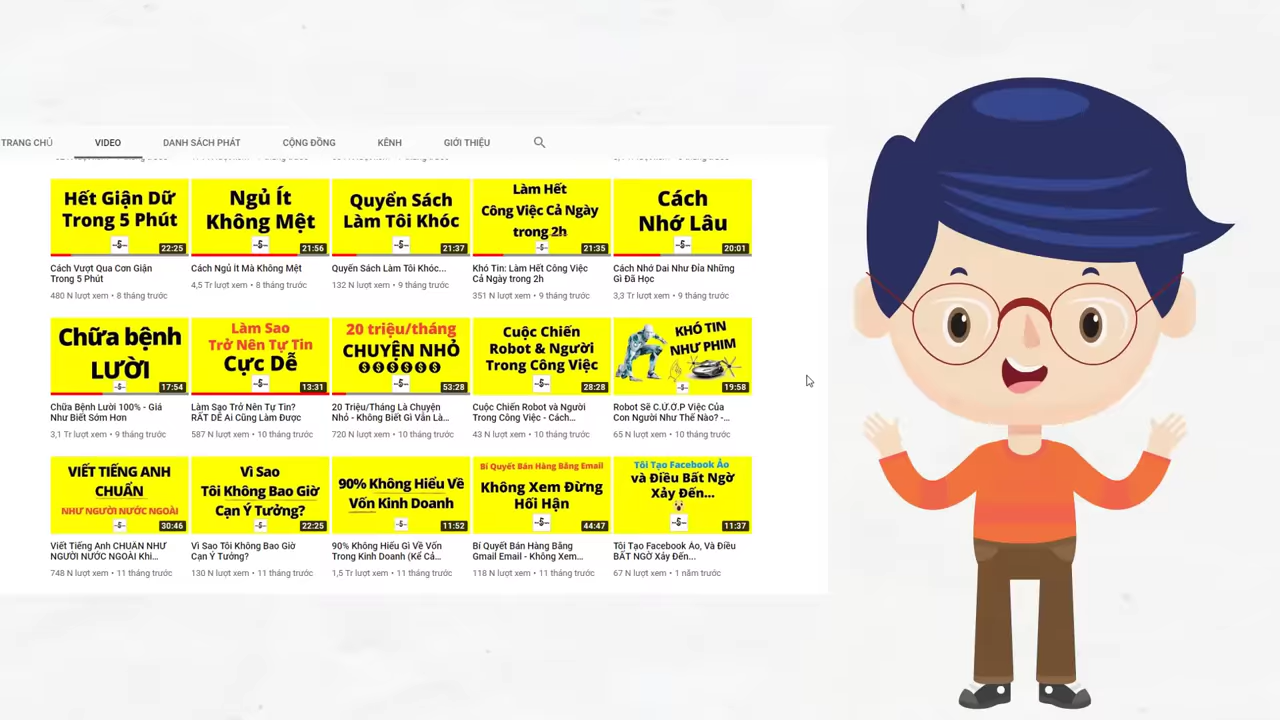 TRANG CHỦ
VIDEO
DANH SÁCH PHÁT
CỘNG ĐỒNG
KÊNH
GIỚI THIỆU
Hết Giận Dữ
Trong 5 Phút
22:25
Ngủ Ít
Không Mệt
21:56
Quyển Sách
Làm Tôi Khóc
21:37
Làm Hết
Công Việc Cả Ngày
trong 2h
21:35
Cách
Nhớ Lâu
20:01
Cách Vượt Qua Cơn Giận
Trong 5 Phút
480 N lượt xem • 8 tháng trước
Cách Ngủ Ít Mà Không Mệt
4,5 Tr lượt xem • 8 tháng trước
Quyển Sách Làm Tôi Khóc...
132 N lượt xem • 9 tháng trước
Khó Tin: Làm Hết Công Việc
Cả Ngày trong 2h
351 N lượt xem • 9 tháng trước
Cách Nhớ Dai Như Đỉa Những
Gì Đã Học
3,3 Tr lượt xem • 9 tháng trước
Chữa bệnh
LƯỜI
17:54
Làm Sao
Trở Nên Tự Tin
Cực Dễ
13:31
20 triệu/tháng
CHUYỆN NHỎ
53:28
Cuộc Chiến
Robot & Người
Trong Công Việc
28:28
KHÓ TIN
NHƯ PHIM
19:58
Chữa Bệnh Lười 100% - Giá
Như Biết Sớm Hơn
3,1 Tr lượt xem • 9 tháng trước
Làm Sao Trở Nên Tự Tin?
RẤT DỄ Ai Cũng Làm Được
587 N lượt xem • 10 tháng trước
20 Triệu/Tháng Là Chuyện
Nhỏ - Không Biết Gì Vẫn Là...
720 N lượt xem • 10 tháng trước
Cuộc Chiến Robot và Người
Trong Công Việc - Cách...
43 N lượt xem • 10 tháng trước
Robot Sẽ C.Ư.Ớ.P Việc Của
Con Người Như Thế Nào? -...
65 N lượt xem • 10 tháng trước
VIẾT TIẾNG ANH
CHUẨN
NHƯ NGƯỜI NƯỚC NGOÀI
30:46
Vì Sao
Tôi Không Bao Giờ
Cạn Ý Tưởng?
22:25
90% Không Hiểu Về
Vốn Kinh Doanh
11:52
Bí Quyết Bán Hàng Bằng Email
Không Xem Đừng
Hối Hận
44:47
Tôi Tạo Facebook Ảo
và Điều Bất Ngờ
Xảy Đến...
11:37
Viết Tiếng Anh CHUẨN NHƯ
NGƯỜI NƯỚC NGOÀI Khi...
748 N lượt xem • 11 tháng trước
Vì Sao Tôi Không Bao Giờ
Cạn Ý Tưởng?
130 N lượt xem • 11 tháng trước
90% Không Hiểu Gì Về Vốn
Trong Kinh Doanh (Kể Cả...
1,5 Tr lượt xem • 11 tháng trước
Bí Quyết Bán Hàng Bằng
Gmail Email - Không Xem...
118 N lượt xem • 11 tháng trước
Tôi Tạo Facebook Ảo, Và Điều
BẤT NGỜ Xảy Đến...
67 N lượt xem • 1 năm trước